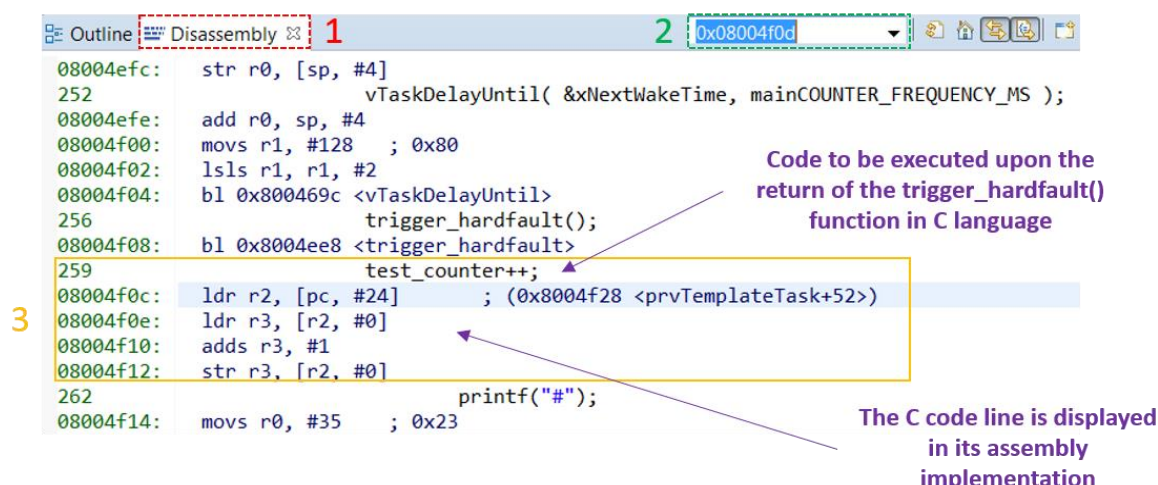 Outline Disassembly 1 2 0x08004f0d
08004efc: str r0, [sp, #4]
252 vTaskDelayUntil( &xNextWakeTime, mainCOUNTER_FREQUENCY_MS );
08004efe: add r0, sp, #4
08004f00: movs r1, #128 ; 0x80
08004f02: lsls r1, r1, #2
08004f04: bl 0x800469c <vTaskDelayUntil>
256 trigger_hardfault();
08004f08: bl 0x8004ee8 <trigger_hardfault>
259 test_counter++;
08004f0c: ldr r2, [pc, #24] ; (0x8004f28 <prvTemplateTask+52>)
3
08004f0e: ldr r3, [r2, #0]
08004f10: adds r3, #1
08004f12: str r3, [r2, #0]
262 printf("#");
08004f14: movs r0, #35 ; 0x23
Code to be executed upon the
return of the trigger_hardfault()
function in C language
The C code line is displayed
in its assembly
implementation